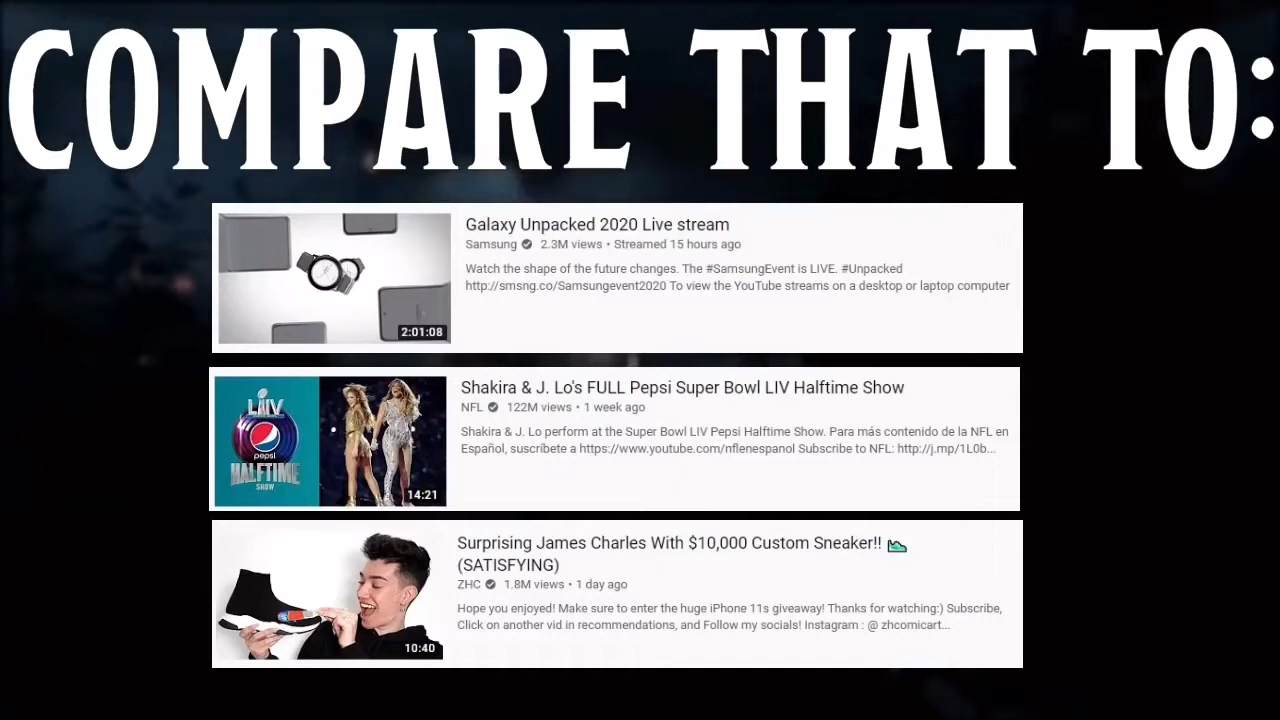 COMPARE THAT TO:
Galaxy Unpacked 2020 Live stream
Samsung 2.3M views • Streamed 15 hours ago
Watch the shape of the future changes. The #SamsungEvent is LIVE. #Unpacked
http://smsng.co/Samsungevent2020 To view the YouTube streams on a desktop or laptop computer
2:01:08
Shakira & J. Lo's FULL Pepsi Super Bowl LIV Halftime Show
NFL 122M views • 1 week ago
Shakira & J. Lo perform at the Super Bowl LIV Pepsi Halftime Show. Para más contenido de la NFL en
Español, suscríbete a https://www.youtube.com/nflenespanol Subscribe to NFL: http://j.mp/1L0b...
LIV
pepsi
HALFTIME
SHOW
14:21
Surprising James Charles With $10,000 Custom Sneaker!!
(SATISFYING)
ZHC 1.8M views • 1 day ago
Hope you enjoyed! Make sure to enter the huge iPhone 11s giveaway! Thanks for watching:) Subscribe,
Click on another vid in recommendations, and Follow my socials! Instagram : @ zhcomicart...
10:40